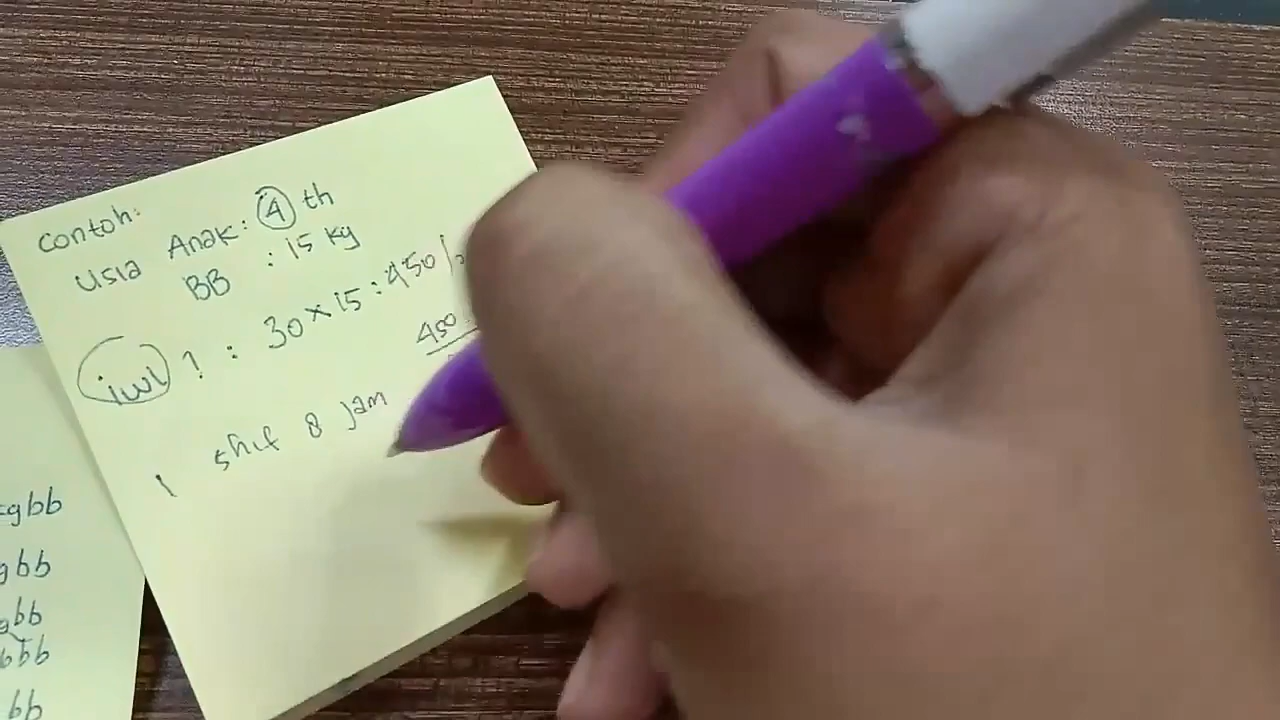 Contoh:
Usia Anak: 4 th
BB : 15 kg
iwl ? : 30 x 15 : 450
450
1 shif 8 jam
gbb
gbb
bb
bb
bb